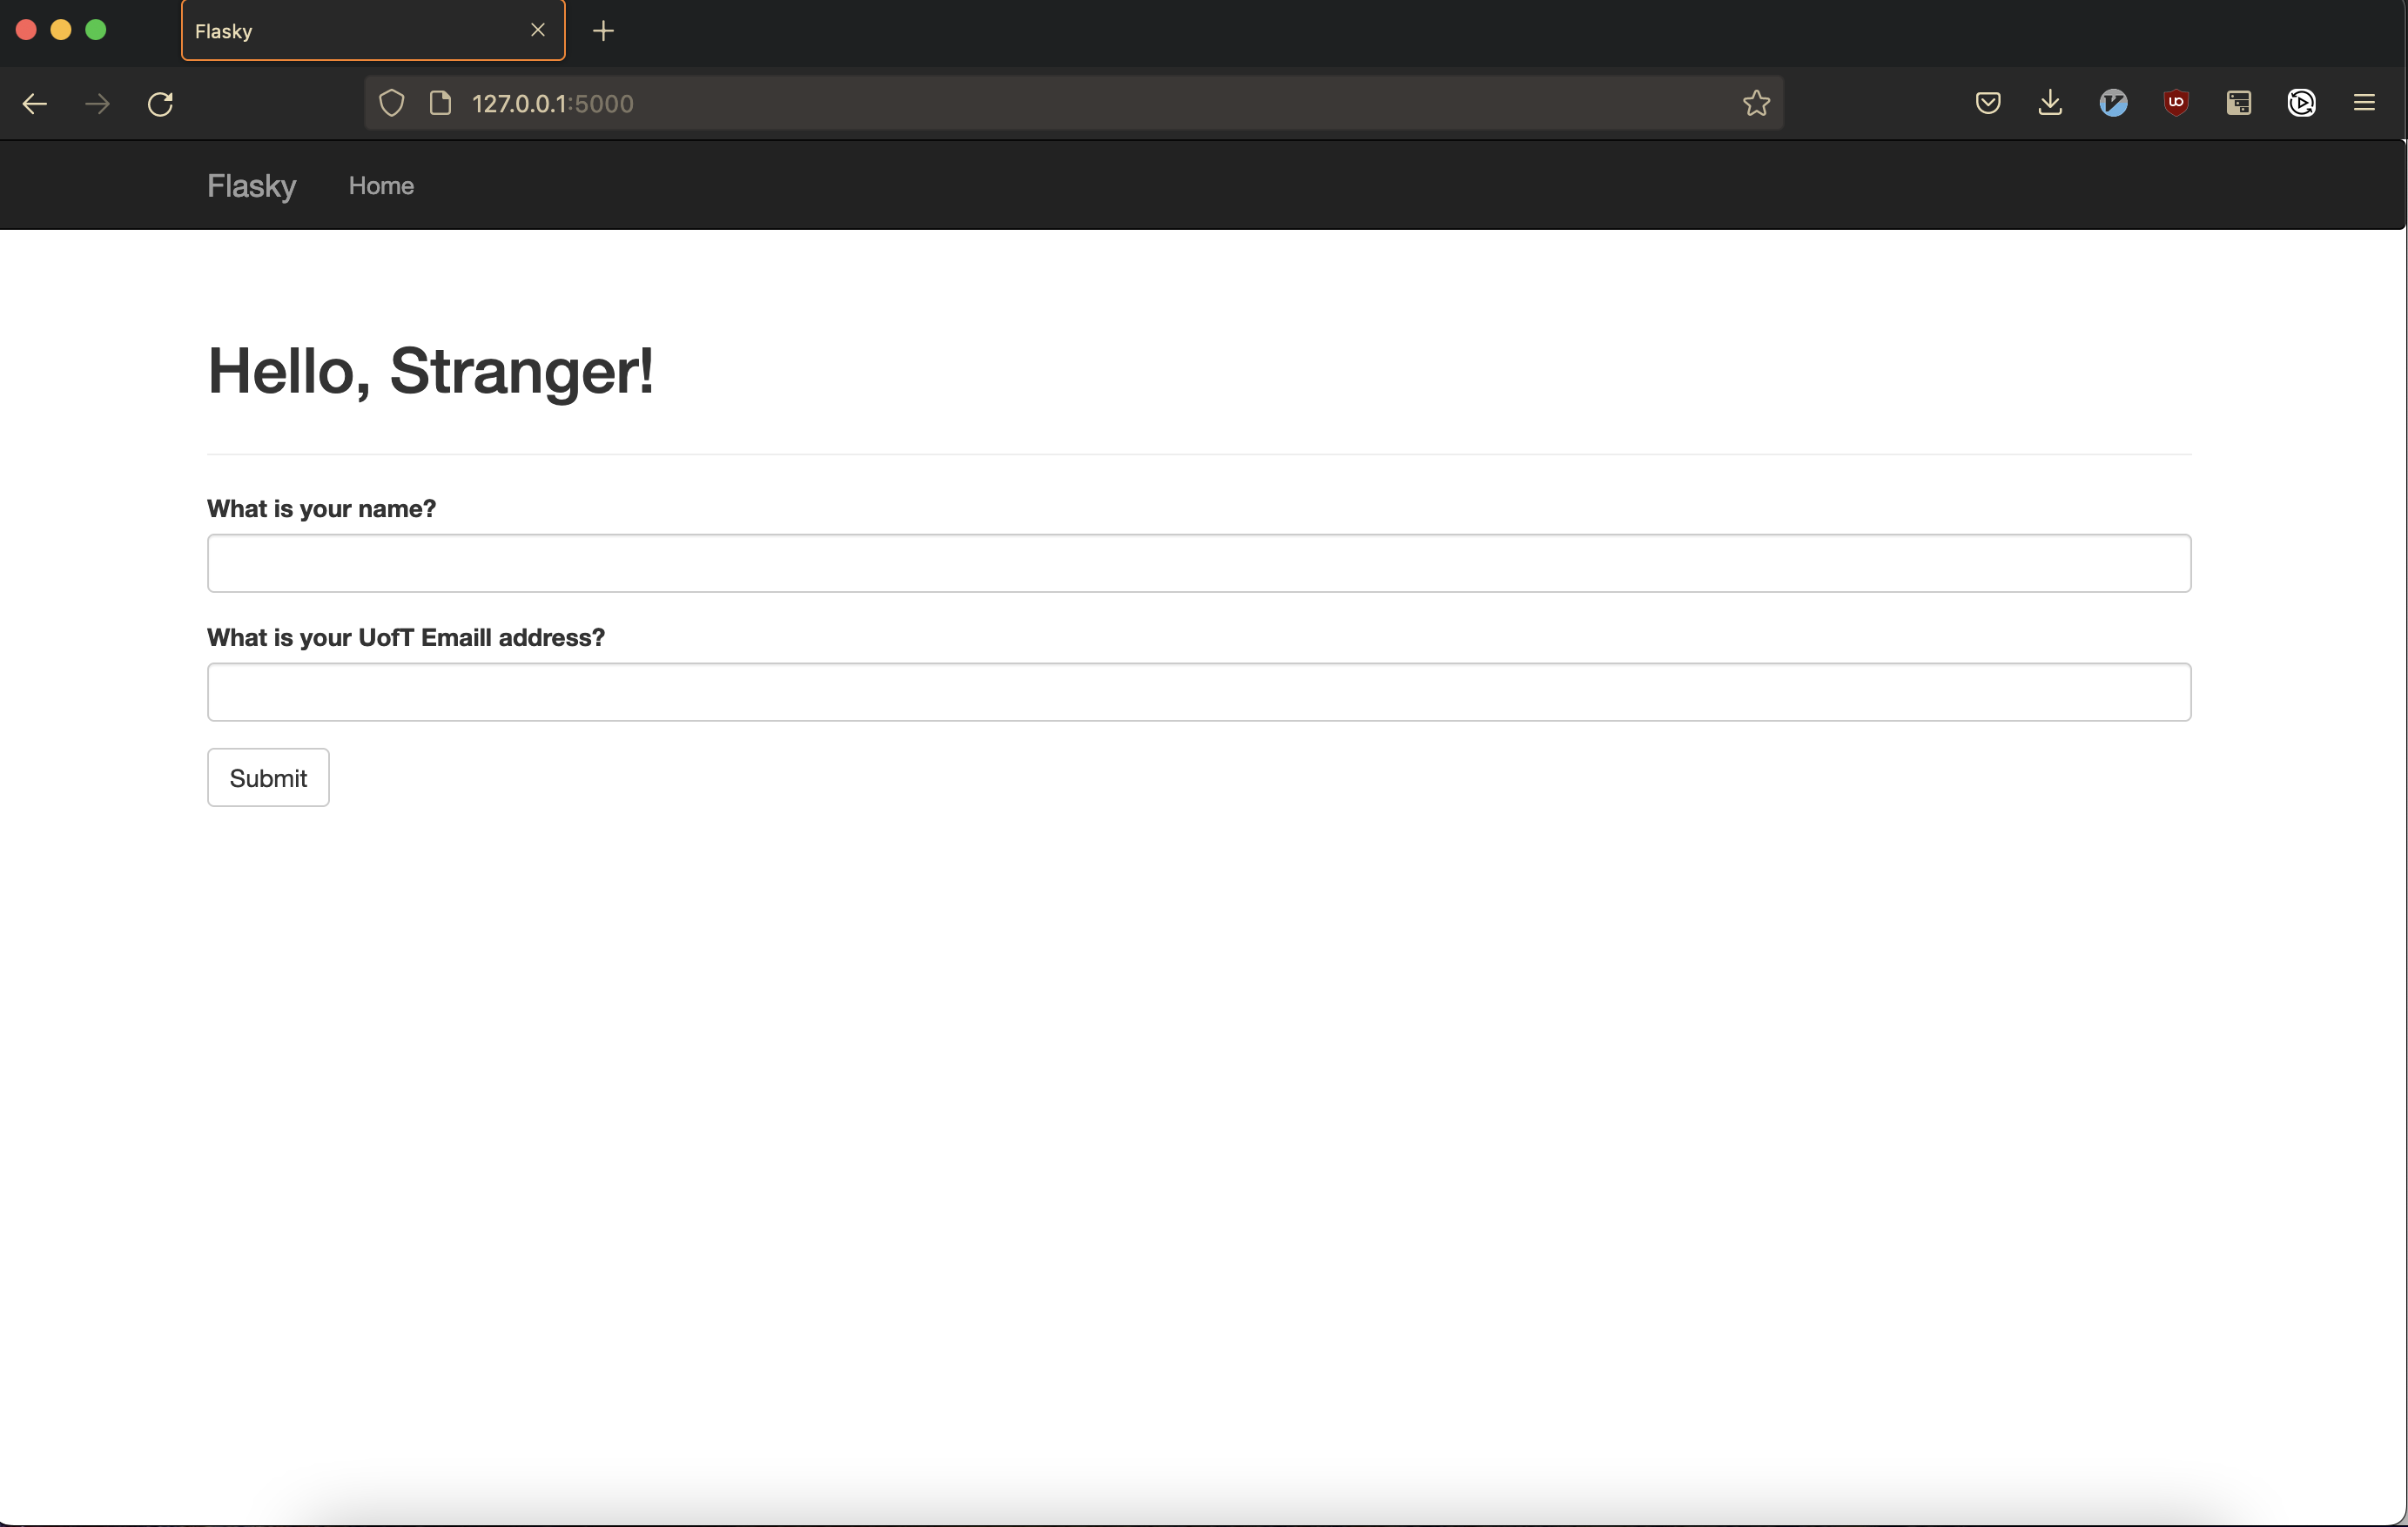 Flasky
127.0.0.1:5000
Flasky Home
Hello, Stranger!
What is your name?
What is your UofT Emaill address?
Submit